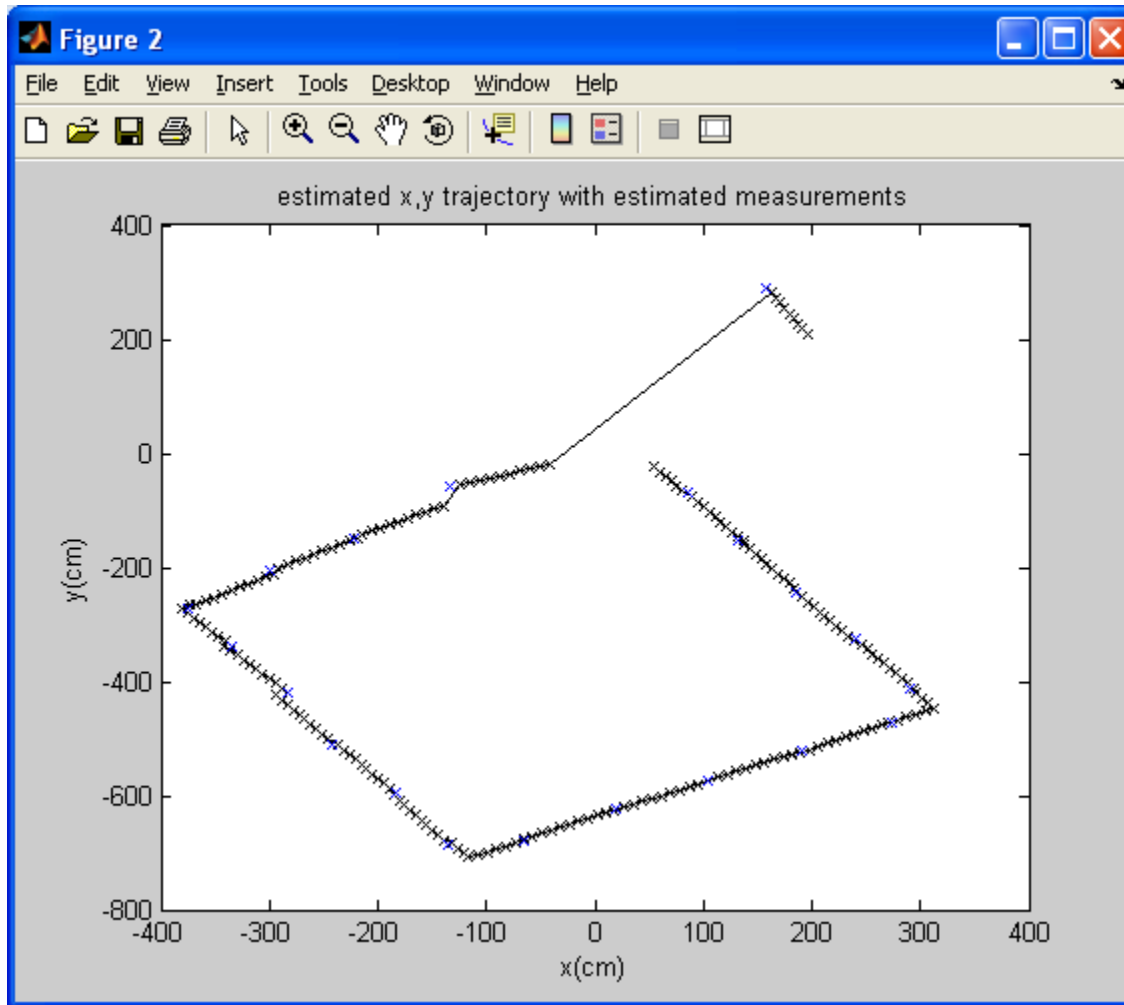 Figure 2
File Edit View Insert Tools Desktop Window Help
estimated x,y trajectory with estimated measurements
400
200
0
-200
-400
-600
-800
y(cm)
-400 -300 -200 -100 0 100 200 300 400
x(cm)